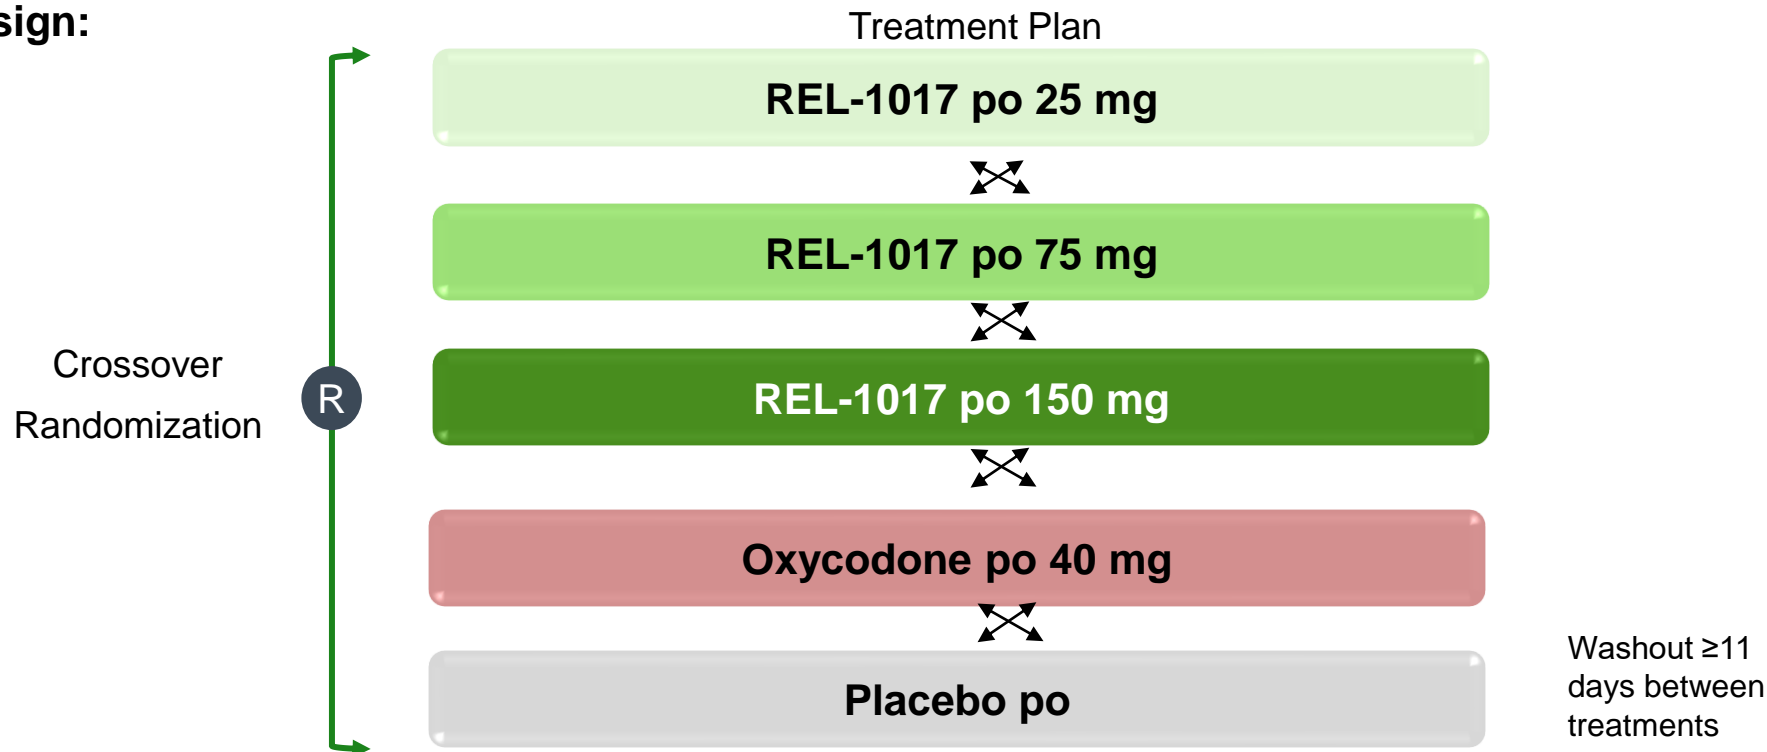 sign:
Treatment Plan
REL-1017 po 25 mg
REL-1017 po 75 mg
Crossover
Randomization
R
REL-1017 po 150 mg
Oxycodone po 40 mg
Placebo po
Washout ≥11
days between
treatments